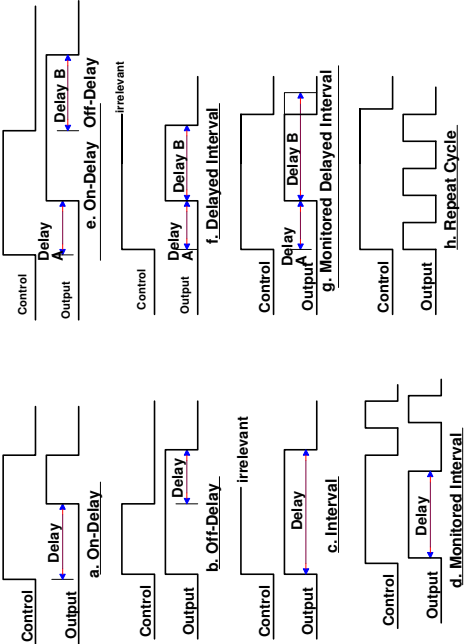 Control
Output
Delay
a. On-Delay
Control
Output
Delay
b. Off-Delay
irrelevant
Control
Output
Delay
c. Interval
Control
Output
Delay
d. Monitored Interval
Control
Output
Delay
A
Delay B
e. On-Delay Off-Delay
irrelevant
Control
Output
Delay
A
Delay B
f. Delayed Interval
Control
Output
Delay
A
Delay B
g. Monitored Delayed Interval
Control
Output
h. Repeat Cycle